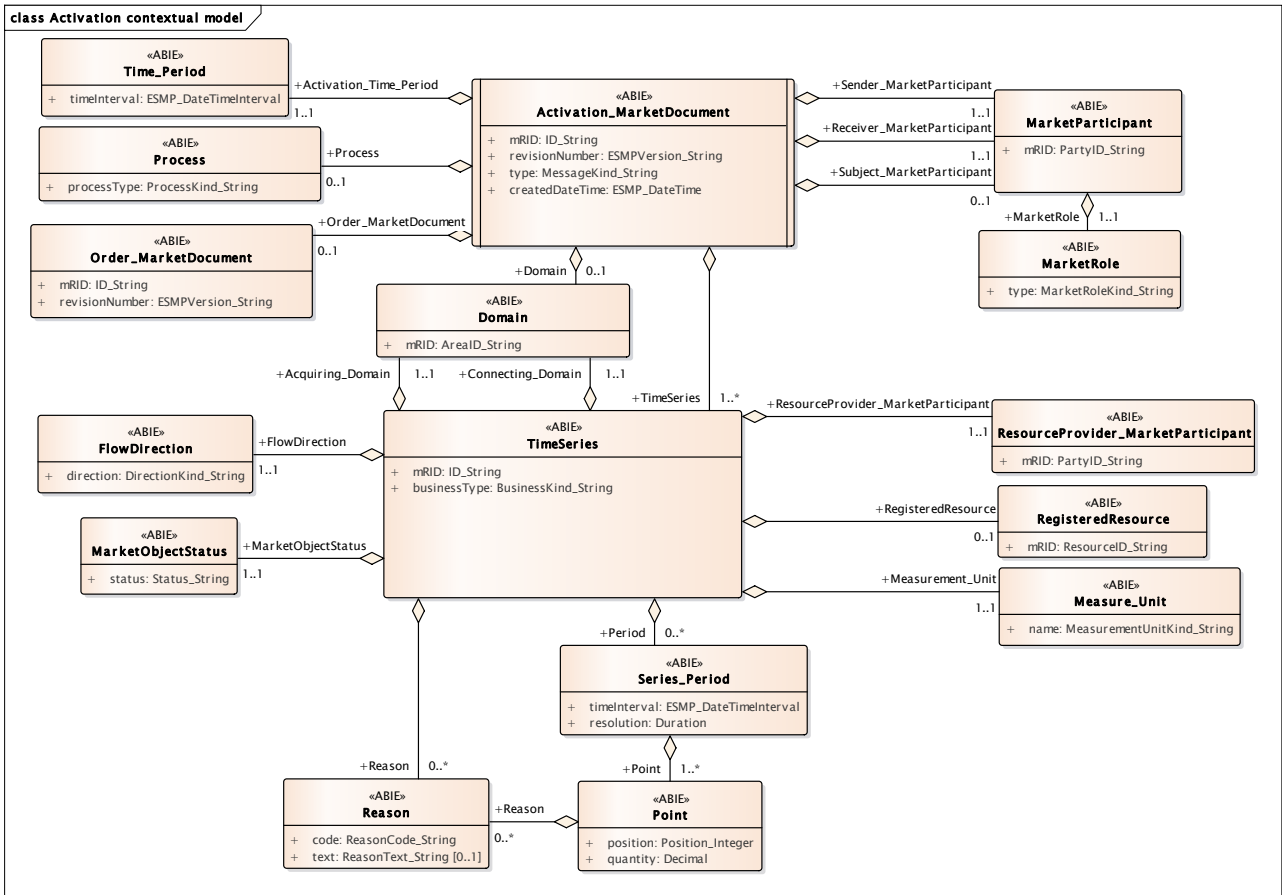 class Activation contextual model
«ABIE»
Time_Period
+ timeInterval: ESMP_DateTimeInterval
+Activation_Time_Period
1..1
«ABIE»
Process
+ processType: ProcessKind_String
+Process
0..1
«ABIE»
Order_MarketDocument
+ mRID: ID_String
+ revisionNumber: ESMPVersion_String
+Order_MarketDocument
0..1
«ABIE»
Activation_MarketDocument
+ mRID: ID_String
+ revisionNumber: ESMPVersion_String
+ type: MessageKind_String
+ createdDateTime: ESMP_DateTime
+Sender_MarketParticipant
1..1
+Receiver_MarketParticipant
1..1
+Subject_MarketParticipant
0..1
«ABIE»
MarketParticipant
+ mRID: PartyID_String
+MarketRole 1..1
«ABIE»
MarketRole
+ type: MarketRoleKind_String
+Domain 0..1
«ABIE»
Domain
+ mRID: AreaID_String
+Acquiring_Domain 1..1
+Connecting_Domain 1..1
+TimeSeries 1..*
«ABIE»
TimeSeries
+ mRID: ID_String
+ businessType: BusinessKind_String
«ABIE»
FlowDirection
+ direction: DirectionKind_String
+FlowDirection
1..1
«ABIE»
MarketObjectStatus
+ status: Status_String
+MarketObjectStatus
1..1
+ResourceProvider_MarketParticipant
1..1
«ABIE»
ResourceProvider_MarketParticipant
+ mRID: PartyID_String
+RegisteredResource
0..1
«ABIE»
RegisteredResource
+ mRID: ResourceID_String
+Measurement_Unit
1..1
«ABIE»
Measure_Unit
+ name: MeasurementUnitKind_String
+Period 0..*
«ABIE»
Series_Period
+ timeInterval: ESMP_DateTimeInterval
+ resolution: Duration
+Reason 0..*
+Point 1..*
«ABIE»
Reason
+ code: ReasonCode_String
+ text: ReasonText_String [0..1]
+Reason
0..*
«ABIE»
Point
+ position: Position_Integer
+ quantity: Decimal